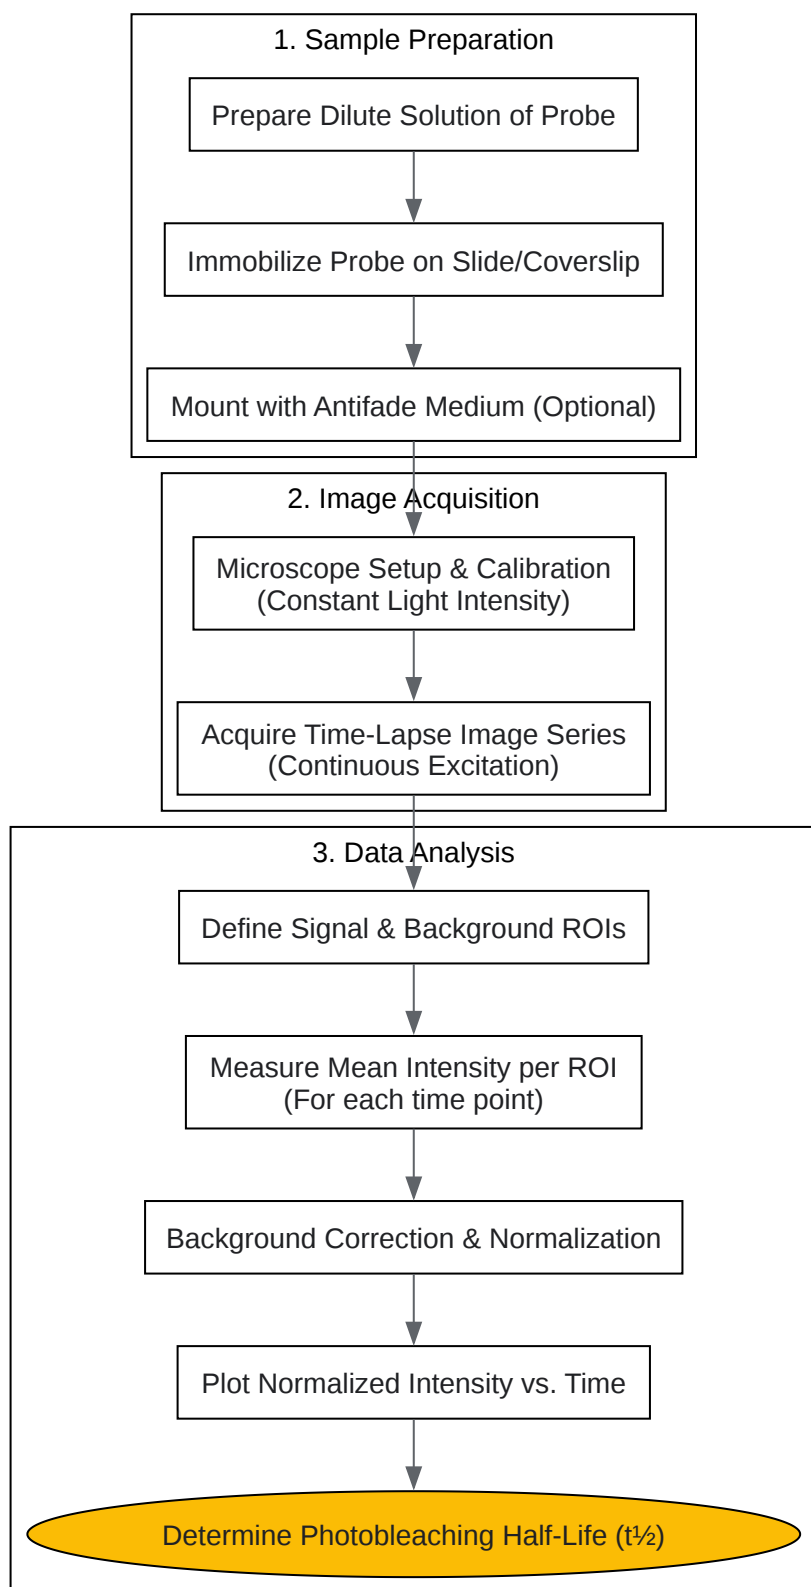 1. Sample Preparation
Prepare Dilute Solution of Probe
Immobilize Probe on Slide/Coverslip
Mount with Antifade Medium (Optional)
2. Image Acquisition
Microscope Setup & Calibration
(Constant Light Intensity)
Acquire Time-Lapse Image Series
(Continuous Excitation)
3. Data Analysis
Define Signal & Background ROIs
Measure Mean Intensity per ROI
(For each time point)
Background Correction & Normalization
Plot Normalized Intensity vs. Time
Determine Photobleaching Half-Life (t½)